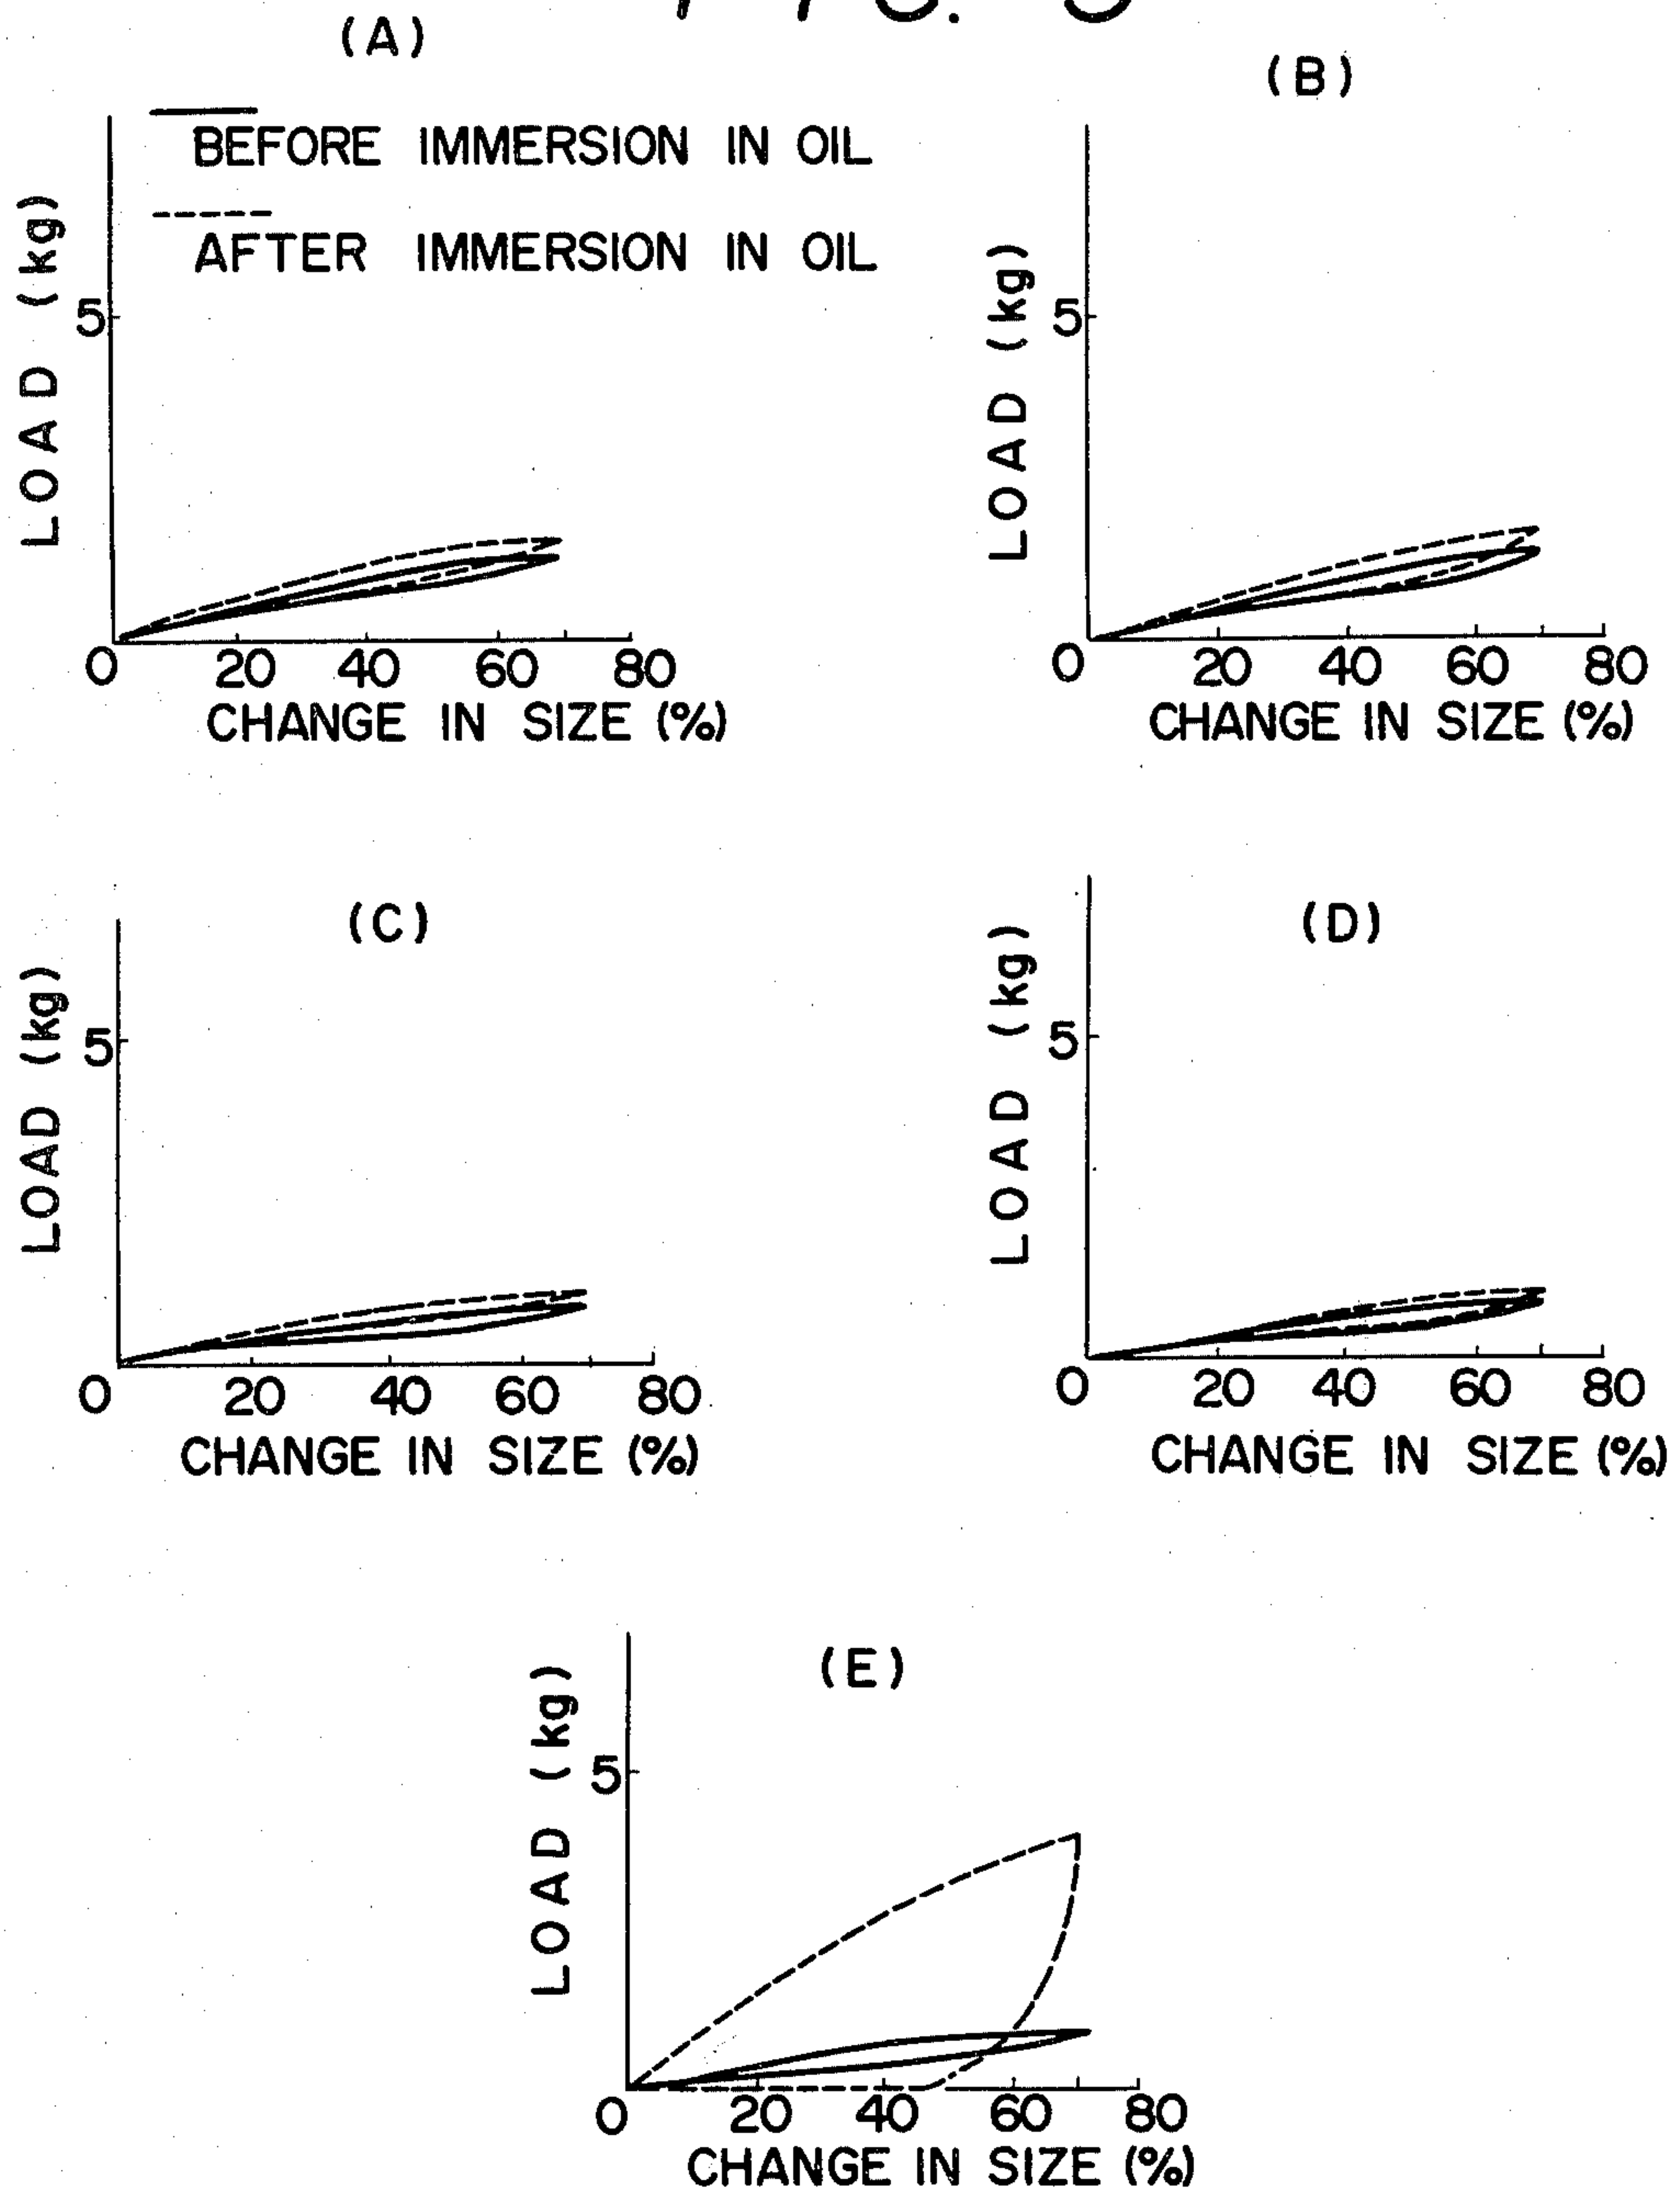 (A)
BEFORE IMMERSION IN OIL
AFTER IMMERSION IN OIL
LOAD (kg)
5
0 20 40 60 80
CHANGE IN SIZE (%)
(B)
LOAD (kg)
5
0 20 40 60 80
CHANGE IN SIZE (%)
(C)
LOAD (kg)
5
0 20 40 60 80
CHANGE IN SIZE (%)
(D)
LOAD (kg)
5
0 20 40 60 80
CHANGE IN SIZE (%)
(E)
LOAD (kg)
5
0 20 40 60 80
CHANGE IN SIZE (%)